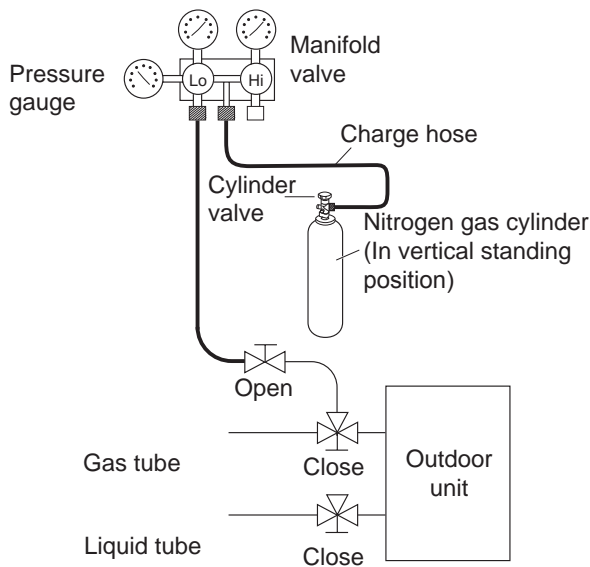 Manifold
valve
Pressure
gauge
Lo
Hi
Charge hose
Cylinder
valve
Nitrogen gas cylinder
(In vertical standing
position)
Open
Gas tube
Close
Outdoor
unit
Liquid tube
Close